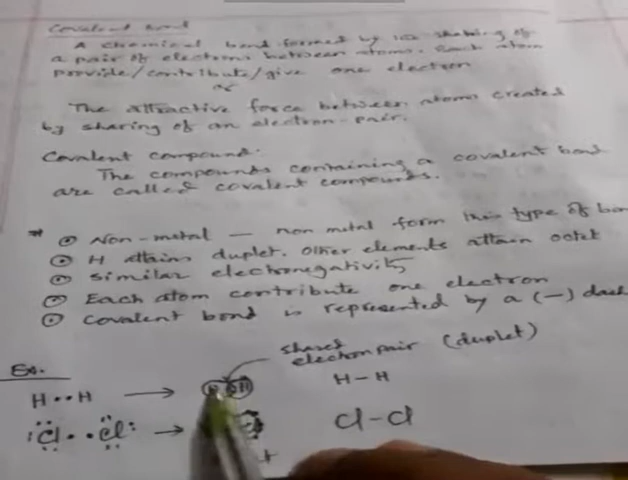 Covalent Bond
A chemical bond formed by the sharing of
a pair of electrons between atoms. Each atom
provide/contribute/give one electron
or
The attractive force between atoms created
by sharing of an electron-pair.
Covalent compound:
The compounds containing a covalent bond
are called covalent compounds.
* ⊙ Non-metal — non metal form this type of bon
⊙ H attains duplet. Other elements attain octet
⊙ Similar electronegativity
⊙ Each atom contribute one electron
⊙ Covalent bond is represented by a (—) dash
shared
electron pair (duplet)
Ex.
H··H → H H H–H
Cl··Cl → Cl–Cl